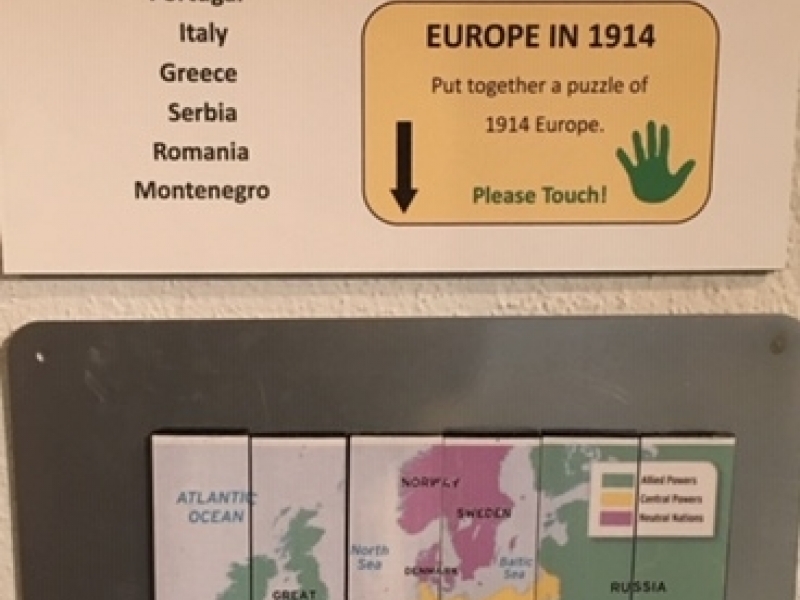 Portugal
Italy
Greece
Serbia
Romania
Montenegro
EUROPE IN 1914
Put together a puzzle of
1914 Europe.
Please Touch!
ATLANTIC
OCEAN
GREAT
North
Sea
NORWAY
SWEDEN
DENMARK
Baltic
Sea
RUSSIA
Allied Powers
Central Powers
Neutral Nations